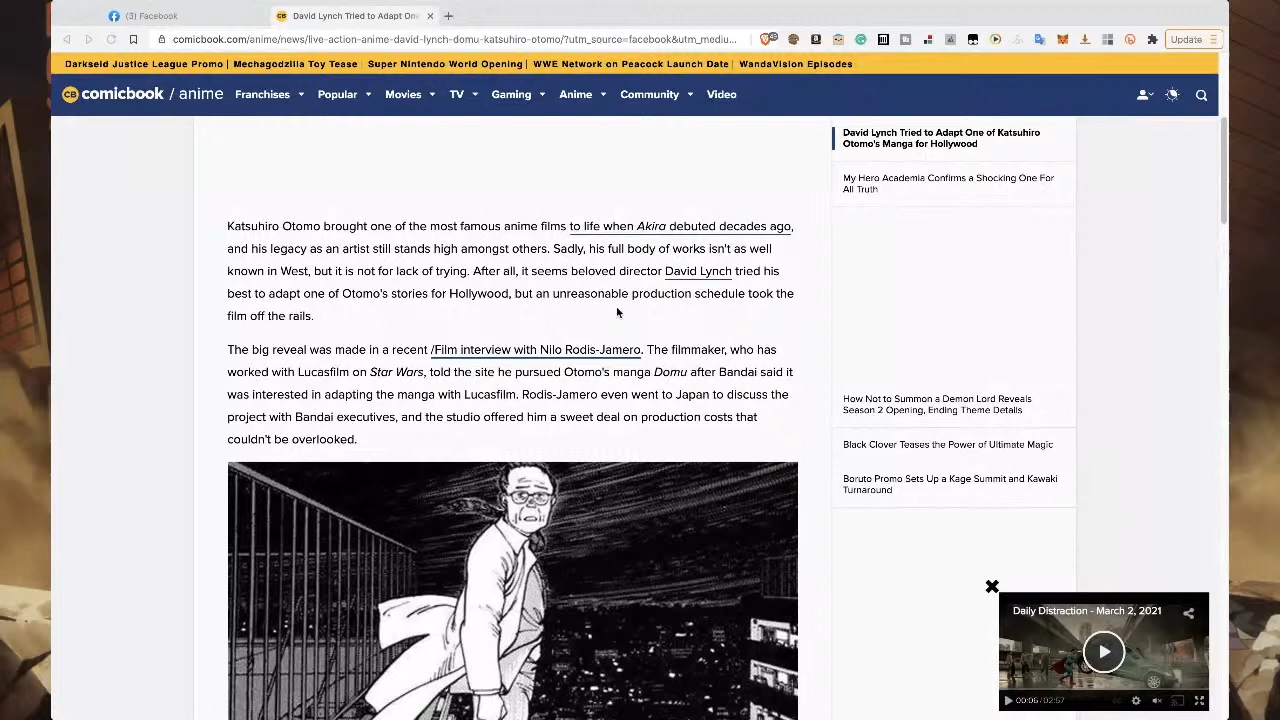 (3) Facebook
David Lynch Tried to Adapt One
comicbook.com/anime/news/live-action-anime-david-lynch-domu-katsuhiro-otomo/?utm_source=facebook&utm_mediu...
Update
Darkseid Justice League Promo | Mechagodzilla Toy Tease | Super Nintendo World Opening | WWE Network on Peacock Launch Date | WandaVision Episodes
CB comicbook / anime
Franchises Popular Movies TV Gaming Anime Community Video
Katsuhiro Otomo brought one of the most famous anime films to life when Akira debuted decades ago,
and his legacy as an artist still stands high amongst others. Sadly, his full body of works isn't as well
known in West, but it is not for lack of trying. After all, it seems beloved director David Lynch tried his
best to adapt one of Otomo's stories for Hollywood, but an unreasonable production schedule took the
film off the rails.
The big reveal was made in a recent /Film interview with Nilo Rodis-Jamero. The filmmaker, who has
worked with Lucasfilm on Star Wars, told the site he pursued Otomo's manga Domu after Bandai said it
was interested in adapting the manga with Lucasfilm. Rodis-Jamero even went to Japan to discuss the
project with Bandai executives, and the studio offered him a sweet deal on production costs that
couldn't be overlooked.
David Lynch Tried to Adapt One of Katsuhiro
Otomo's Manga for Hollywood
My Hero Academia Confirms a Shocking One For
All Truth
How Not to Summon a Demon Lord Reveals
Season 2 Opening, Ending Theme Details
Black Clover Teases the Power of Ultimate Magic
Boruto Promo Sets Up a Kage Summit and Kawaki
Turnaround
Daily Distraction - March 2, 2021
00:06 / 02:57